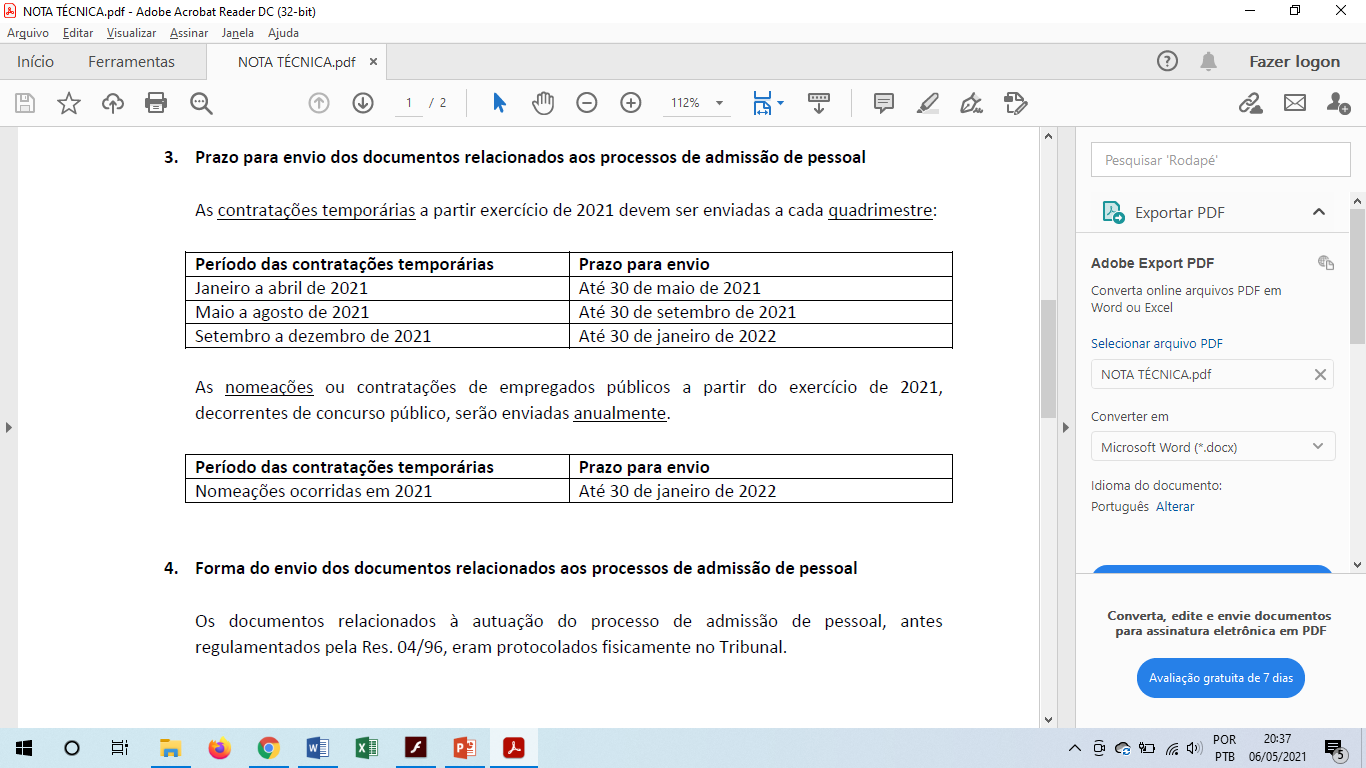 NOTA TÉCNICA.pdf - Adobe Acrobat Reader DC (32-bit)
Arquivo Editar Visualizar Assinar Janela Ajuda
Início Ferramentas NOTA TÉCNICA.pdf × Fazer logon
1 / 2 112%
3. Prazo para envio dos documentos relacionados aos processos de admissão de pessoal
As contratações temporárias a partir exercício de 2021 devem ser enviadas a cada quadrimestre:
Período das contratações temporárias Prazo para envio
Janeiro a abril de 2021 Até 30 de maio de 2021
Maio a agosto de 2021 Até 30 de setembro de 2021
Setembro a dezembro de 2021 Até 30 de janeiro de 2022
As nomeações ou contratações de empregados públicos a partir do exercício de 2021,
decorrentes de concurso público, serão enviadas anualmente.
Período das contratações temporárias Prazo para envio
Nomeações ocorridas em 2021 Até 30 de janeiro de 2022
4. Forma do envio dos documentos relacionados aos processos de admissão de pessoal
Os documentos relacionados à autuação do processo de admissão de pessoal, antes
regulamentados pela Res. 04/96, eram protocolados fisicamente no Tribunal.
Pesquisar 'Rodapé'
Exportar PDF
Adobe Export PDF
Converta online arquivos PDF em
Word ou Excel
Selecionar arquivo PDF
NOTA TÉCNICA.pdf
Converter em
Microsoft Word (*.docx)
Idioma do documento:
Português Alterar
Converta, edite e envie documentos
para assinatura eletrônica em PDF
Avaliação gratuita de 7 dias
POR
PTB
20:37
06/05/2021
5